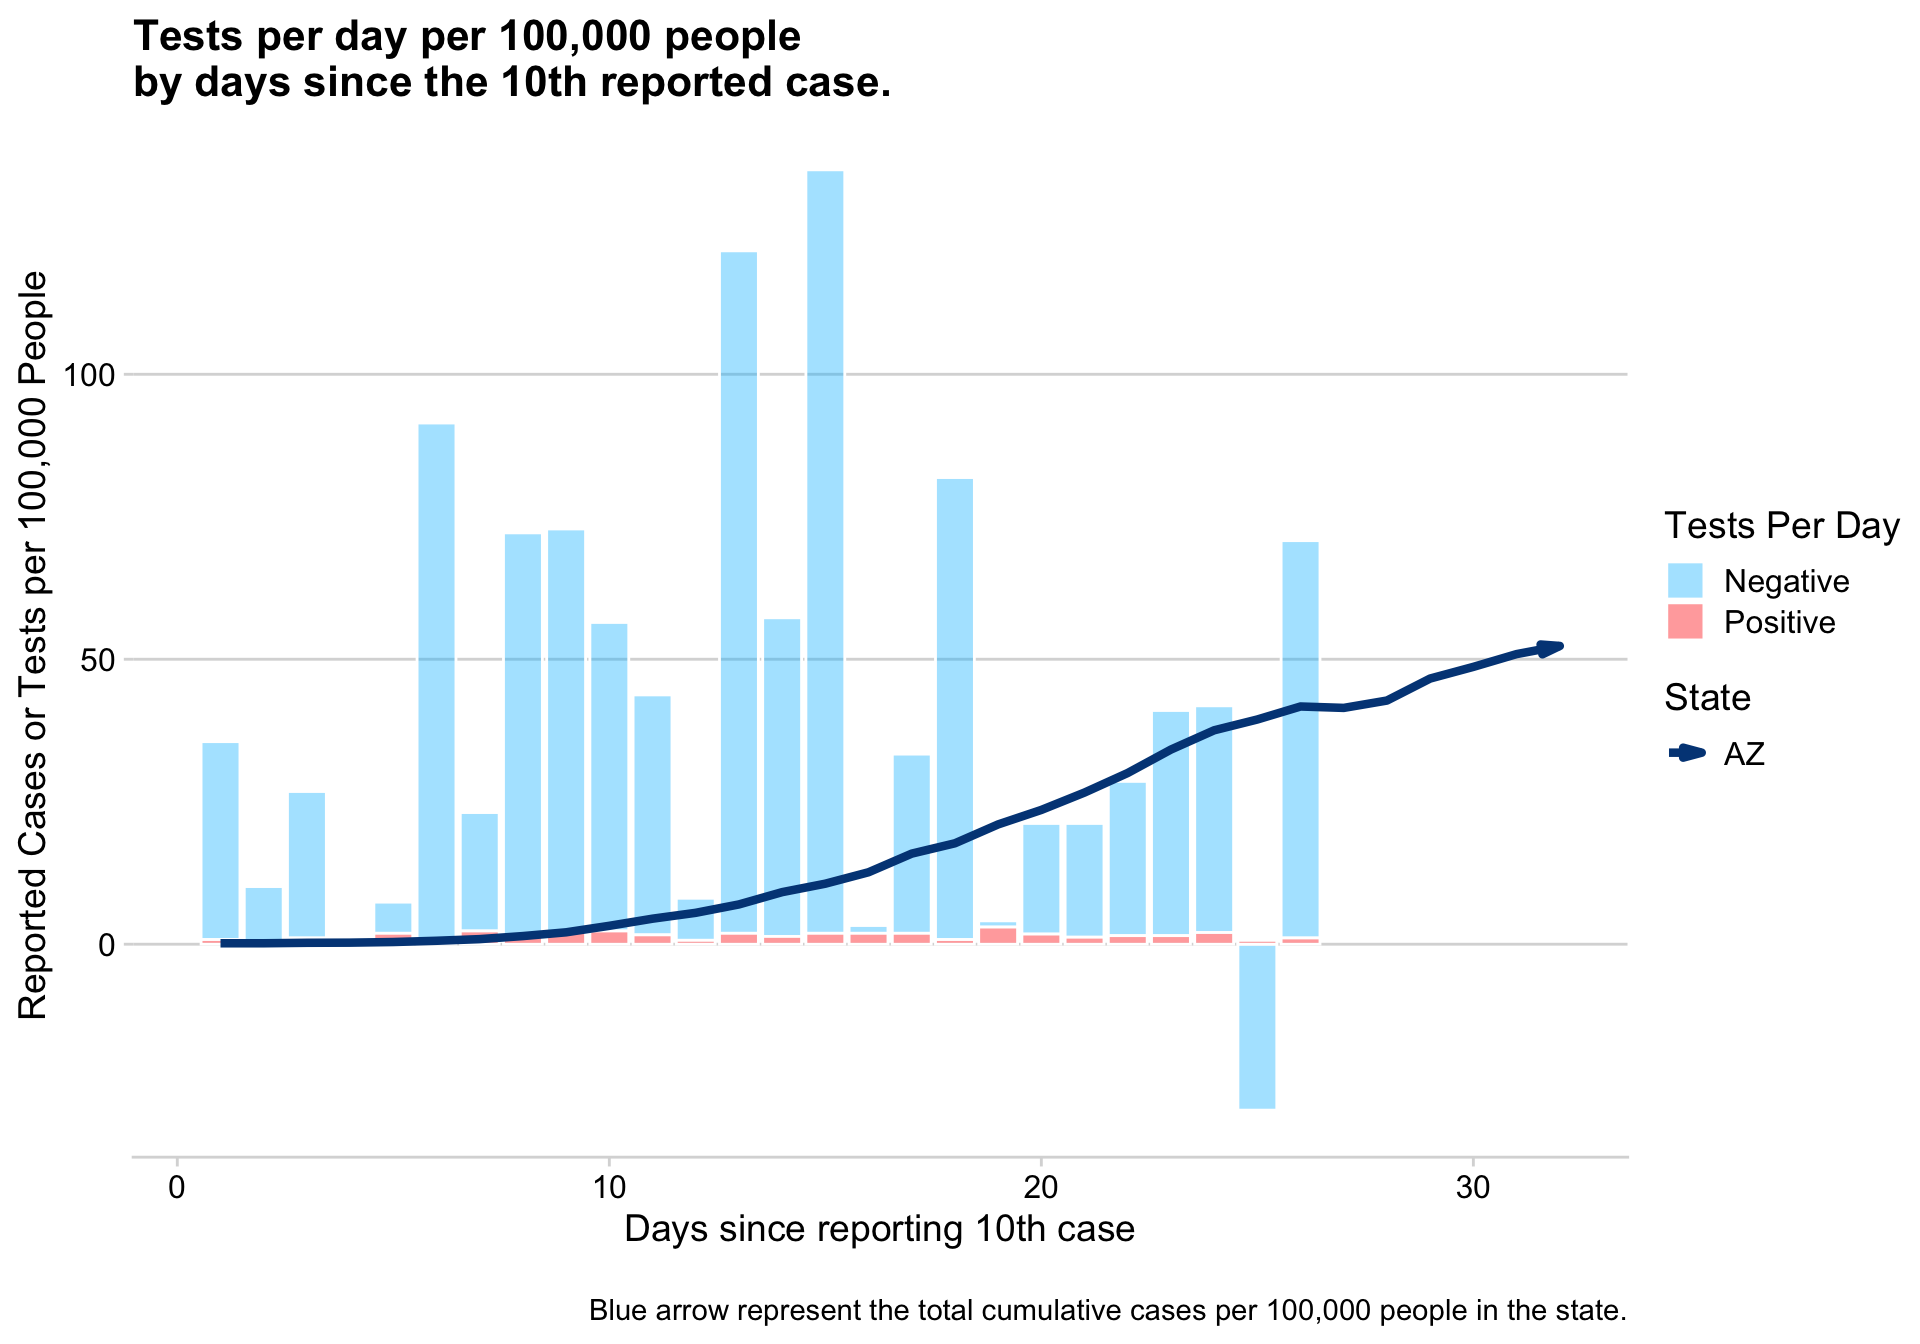 Tests per day per 100,000 people
by days since the 10th reported case.
Reported Cases or Tests per 100,000 People
100
50
0
0 10 20 30
Days since reporting 10th case
Tests Per Day
Negative
Positive
State
AZ
Blue arrow represent the total cumulative cases per 100,000 people in the state.